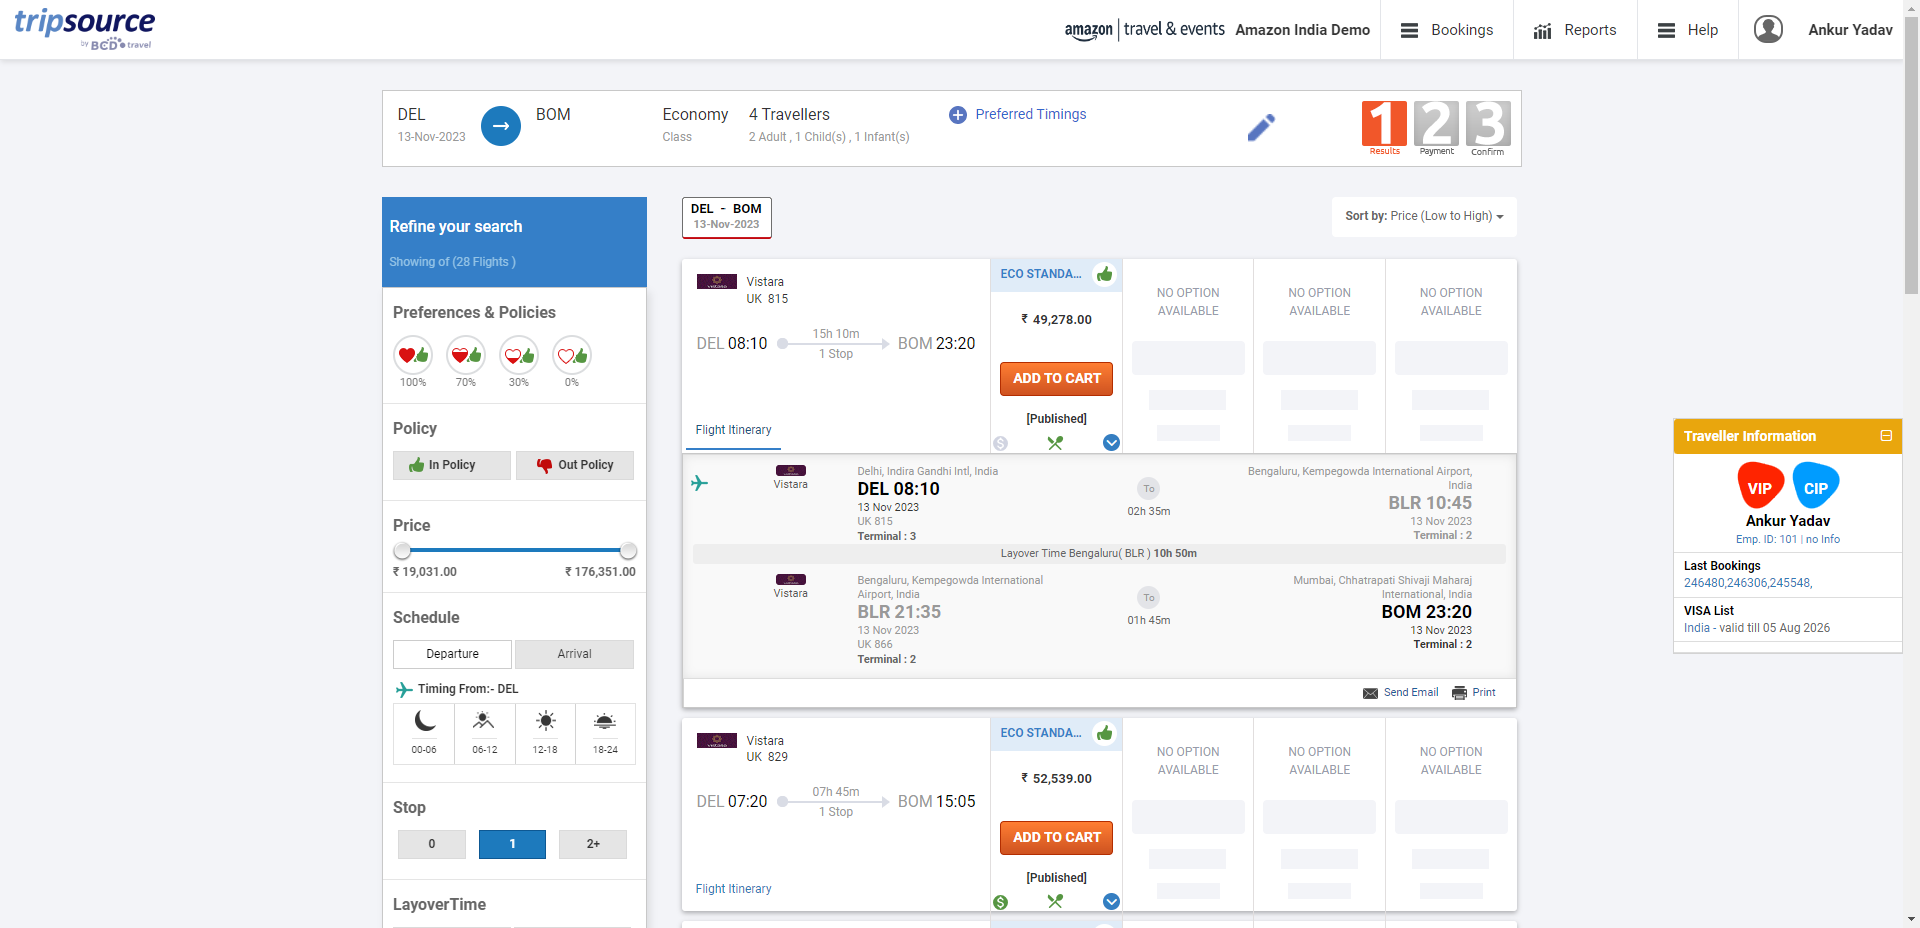 tripsource
by BCD travel
amazon | travel & events
Amazon India Demo
Bookings
Reports
Help
Ankur Yadav
DEL
13-Nov-2023
BOM
Economy
Class
4 Travellers
2 Adult , 1 Child(s) , 1 Infant(s)
Preferred Timings
1 2 3
Results Payment Confirm
Refine your search
Showing of (28 Flights )
Preferences & Policies
100% 70% 30% 0%
Policy
In Policy
Out Policy
Price
₹ 19,031.00
₹ 176,351.00
Schedule
Departure
Arrival
Timing From:- DEL
00-06 06-12 12-18 18-24
Stop
0 1 2+
LayoverTime
DEL - BOM
13-Nov-2023
Sort by: Price (Low to High)
Vistara
UK 815
DEL 08:10
15h 10m
1 Stop
BOM 23:20
Flight Itinerary
ECO STANDA...
₹ 49,278.00
ADD TO CART
[Published]
NO OPTION
AVAILABLE
NO OPTION
AVAILABLE
NO OPTION
AVAILABLE
Vistara
Delhi, Indira Gandhi Intl, India
DEL 08:10
13 Nov 2023
UK 815
Terminal : 3
To
02h 35m
Bengaluru, Kempegowda International Airport,
India
BLR 10:45
13 Nov 2023
Terminal : 2
Layover Time Bengaluru( BLR ) 10h 50m
Vistara
Bengaluru, Kempegowda International
Airport, India
BLR 21:35
13 Nov 2023
UK 866
Terminal : 2
To
01h 45m
Mumbai, Chhatrapati Shivaji Maharaj
International, India
BOM 23:20
13 Nov 2023
Terminal : 2
Send Email
Print
Vistara
UK 829
DEL 07:20
07h 45m
1 Stop
BOM 15:05
Flight Itinerary
ECO STANDA...
₹ 52,539.00
ADD TO CART
[Published]
NO OPTION
AVAILABLE
NO OPTION
AVAILABLE
NO OPTION
AVAILABLE
Traveller Information
VIP CIP
Ankur Yadav
Emp. ID: 101 | no Info
Last Bookings
246480,246306,245548,
VISA List
India - valid till 05 Aug 2026